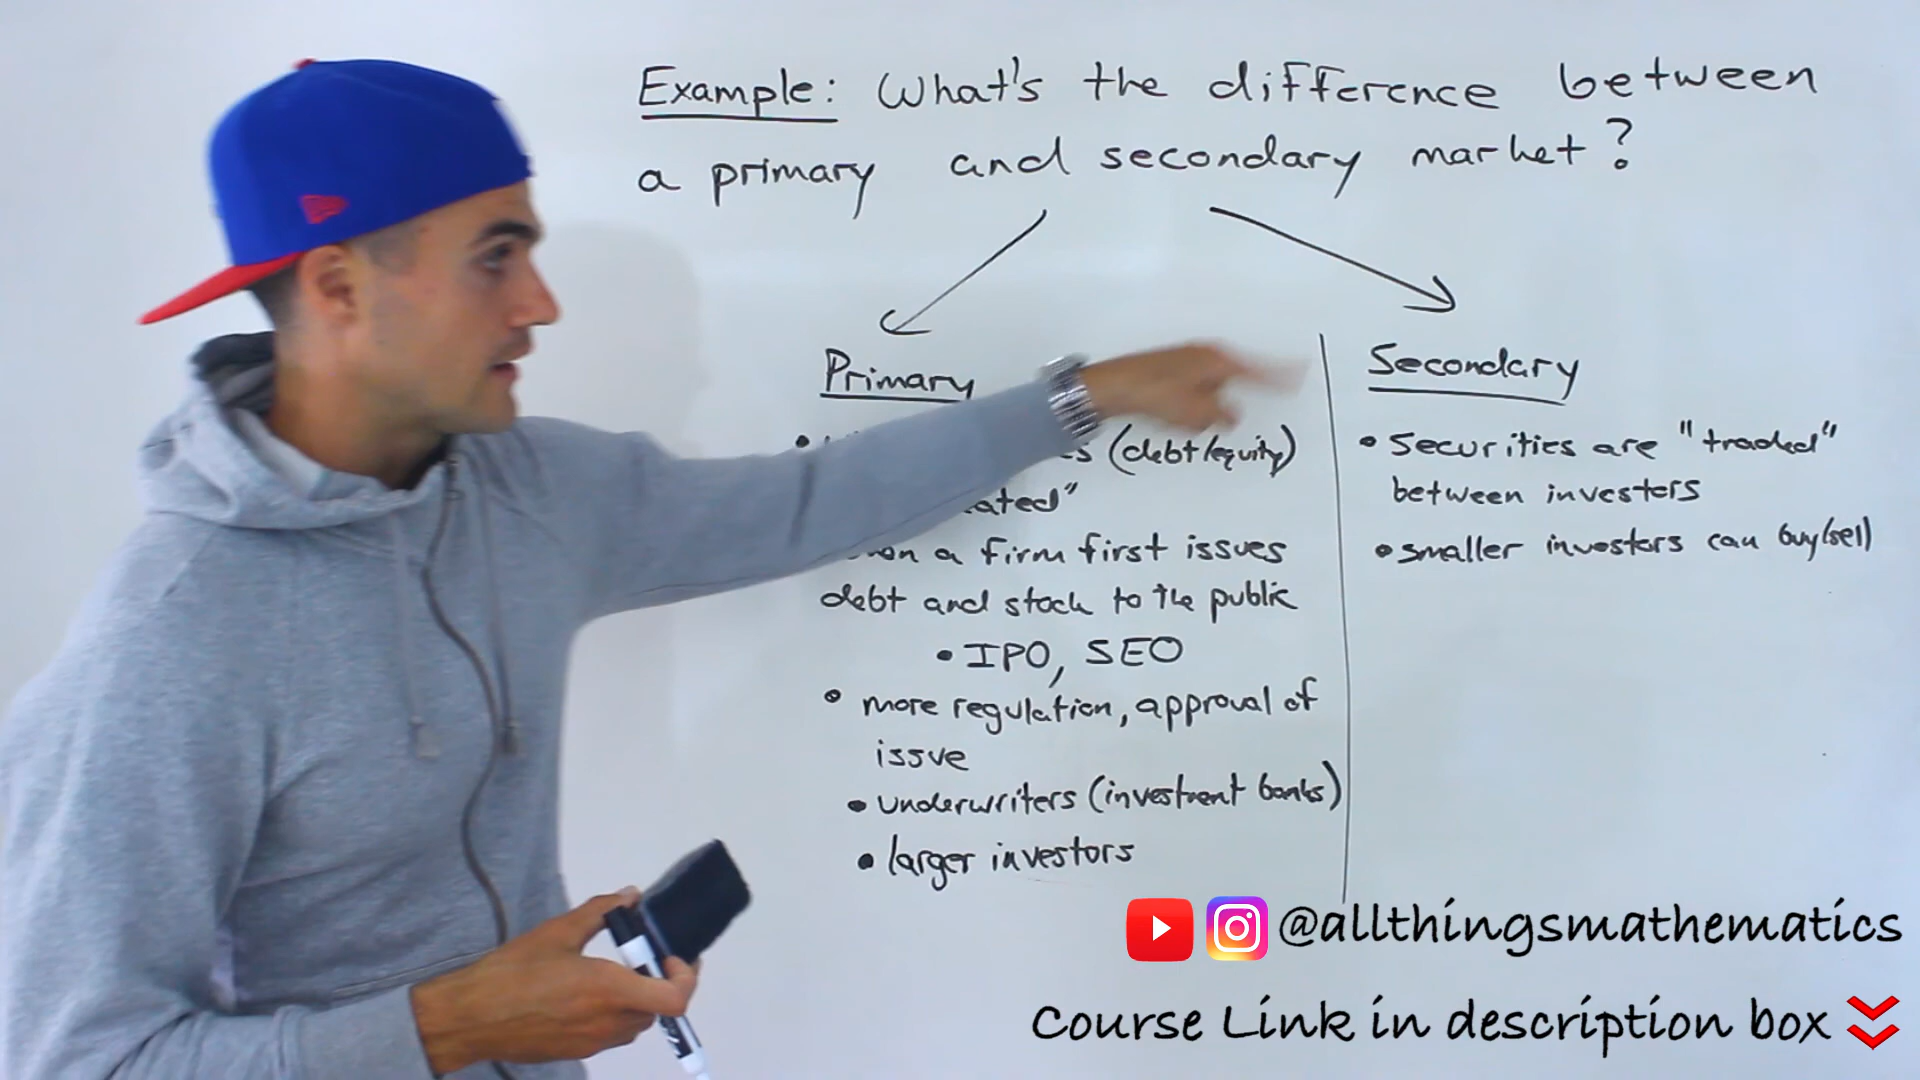 Example: What's the difference between
a primary and secondary market?
Primary
Secondary
(debt/equity)
ated"
a firm first issues
debt and stock to the public
• IPO, SEO
• more regulation, approval of
issue
• underwriters (investment banks)
• larger investors
• securities are "traded"
between investors
• smaller investors can buy/sell
@allthingsmathematics
Course Link in description box